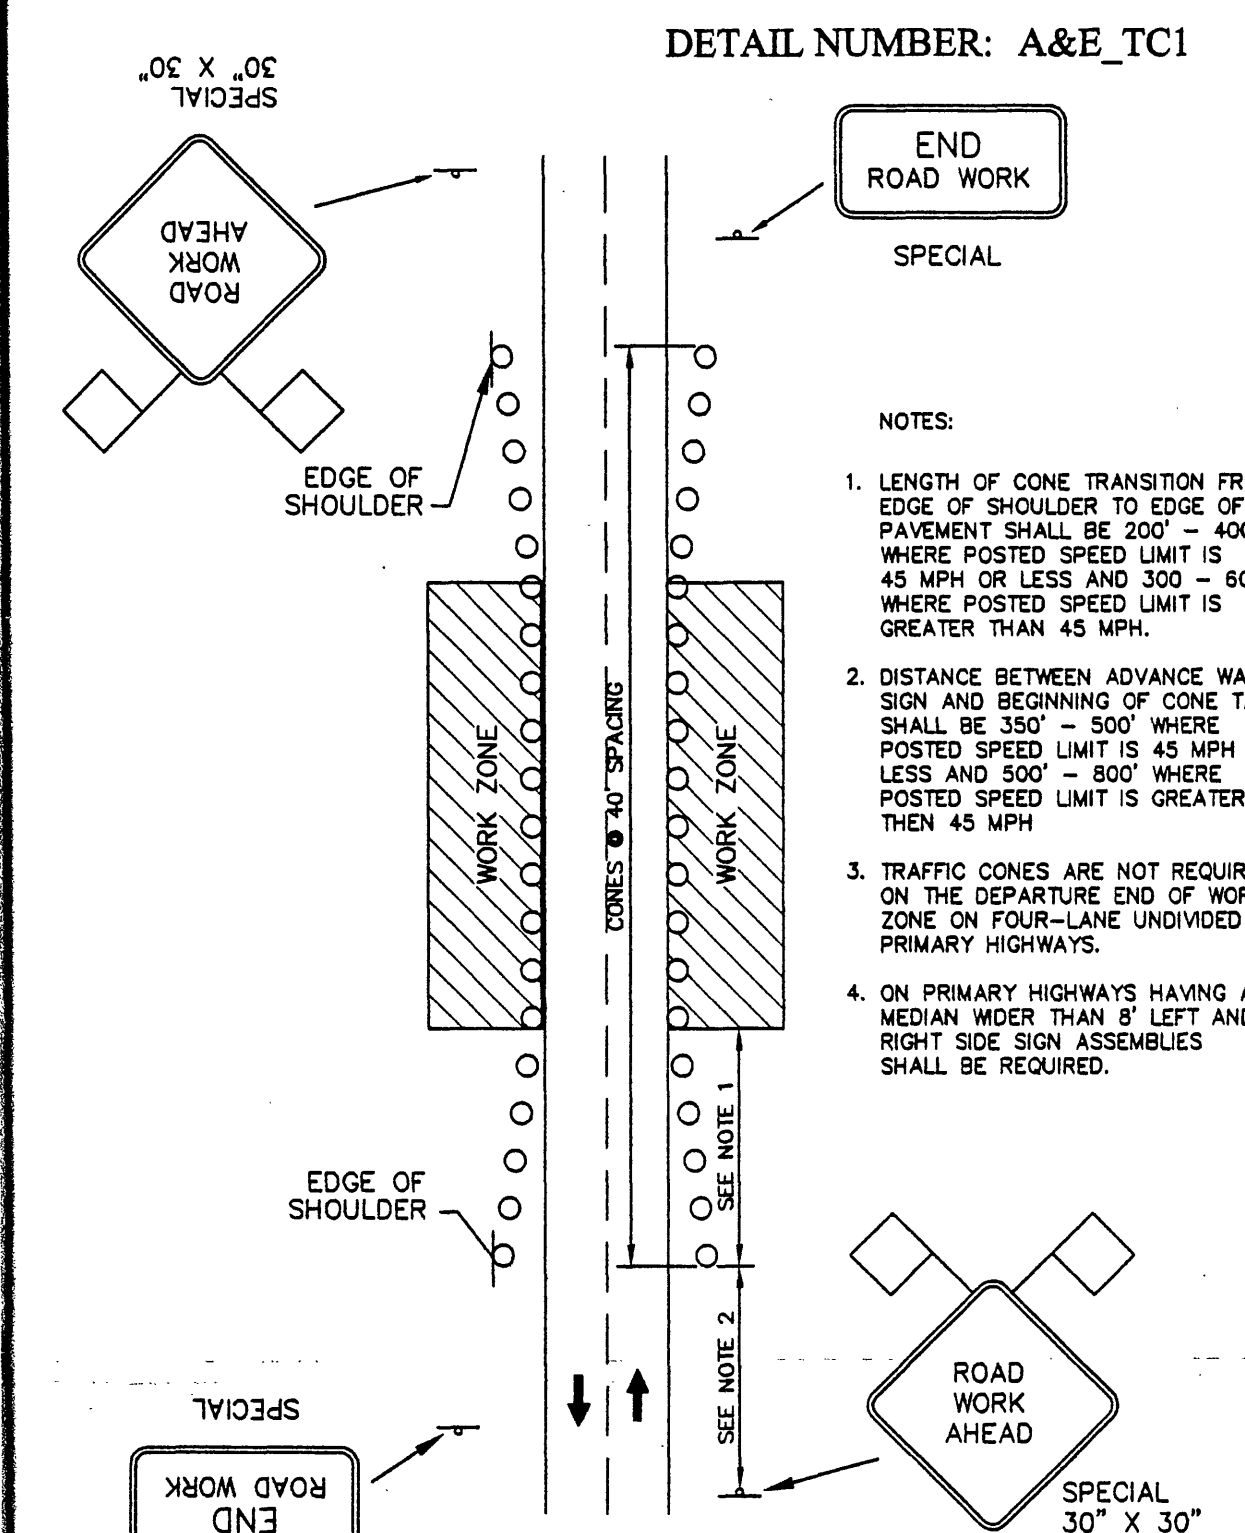 DETAIL NUMBER: A&E_TC1
30" X 30"
SPECIAL
ROAD
WORK
AHEAD
END
ROAD WORK
SPECIAL
EDGE OF
SHOULDER
NOTES:
1. LENGTH OF CONE TRANSITION FR
EDGE OF SHOULDER TO EDGE OF
PAVEMENT SHALL BE 200' – 400
WHERE POSTED SPEED LIMIT IS
45 MPH OR LESS AND 300 – 60
WHERE POSTED SPEED LIMIT IS
GREATER THAN 45 MPH.
2. DISTANCE BETWEEN ADVANCE WA
SIGN AND BEGINNING OF CONE T
SHALL BE 350' – 500' WHERE
POSTED SPEED LIMIT IS 45 MPH
LESS AND 500' – 800' WHERE
POSTED SPEED LIMIT IS GREATER
THEN 45 MPH
3. TRAFFIC CONES ARE NOT REQUIR
ON THE DEPARTURE END OF WOR
ZONE ON FOUR–LANE UNDIVIDED
PRIMARY HIGHWAYS.
4. ON PRIMARY HIGHWAYS HAVING A
MEDIAN WIDER THAN 8' LEFT AND
RIGHT SIDE SIGN ASSEMBLIES
SHALL BE REQUIRED.
WORK ZONE
CONES @ 40' SPACING
WORK ZONE
SEE NOTE 1
EDGE OF
SHOULDER
SEE NOTE 2
SPECIAL
END
ROAD WORK
ROAD
WORK
AHEAD
SPECIAL
30" X 30"